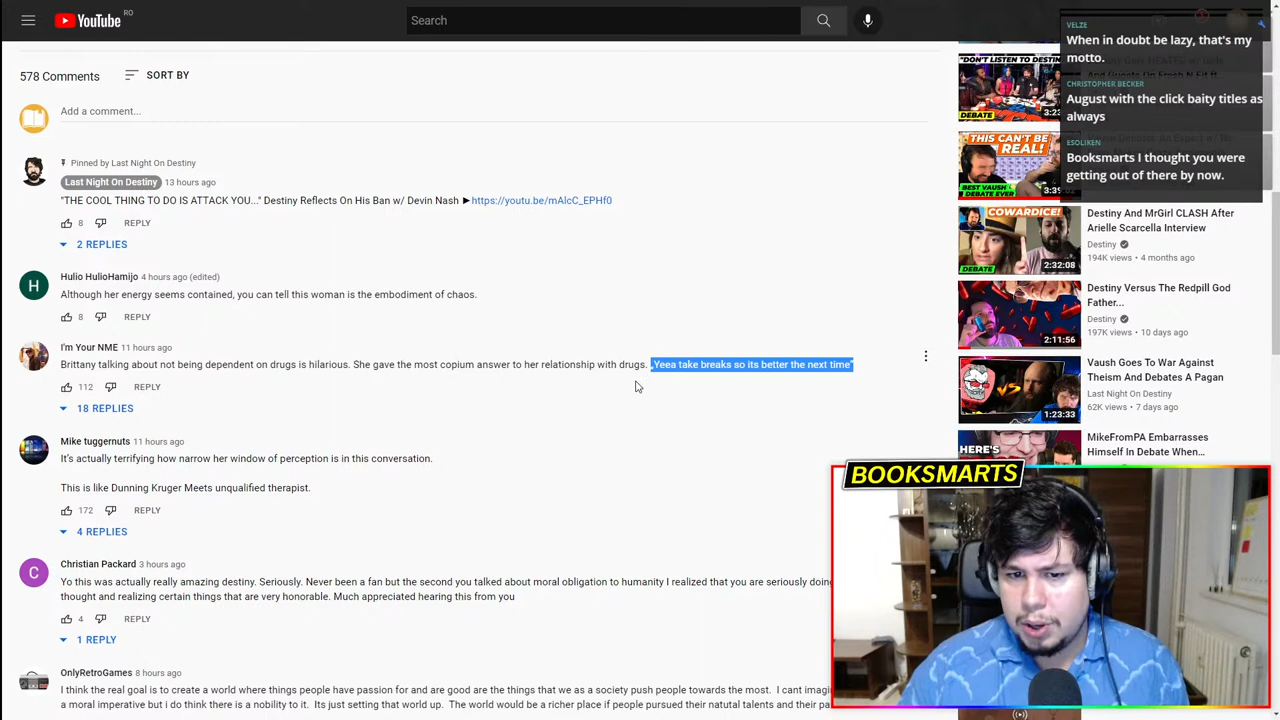 YouTube RO
Search
578 Comments
SORT BY
Add a comment...
Pinned by Last Night On Destiny
Last Night On Destiny 13 hours ago
"THE COOL THING TO DO IS ATTACK YOU..." ects On His Ban w/ Devin Nash ►https://youtu.be/mAlcC_EPHf0
8 REPLY
2 REPLIES
H
Hulio HulioHamijo 4 hours ago (edited)
Although her energy seems contained, you can tell this woman is the embodiment of chaos.
8 REPLY
I'm Your NME 11 hours ago
Brittany talking about not being dependent on drugs is hilarious. She gave the most copium answer to her relationship with drugs. „Yeea take breaks so its better the next time"
112 REPLY
18 REPLIES
Mike tuggernuts 11 hours ago
It's actually terrifying how narrow her window of perception is in this conversation.
This is like Dunning Kruger Meets unqualified therapist.
172 REPLY
4 REPLIES
C
Christian Packard 3 hours ago
Yo this was actually really amazing destiny. Seriously. Never been a fan but the second you talked about moral obligation to humanity I realized that you are seriously doing
thought and realizing certain things that are very honorable. Much appreciated hearing this from you
4 REPLY
1 REPLY
OnlyRetroGames 8 hours ago
I think the real goal is to create a world where things people have passion for and are good are the things that we as a society push people towards the most. I cant imagi
a moral imperative but i do think there is a nobility to it. Its just setting that world up. The world would be a richer place if people pursued their natutal talents and their pa
"DON'T LISTEN TO DESTIN
DEBATE
3:23
THIS CAN'T BE
REAL!
BEST VAUSH
DEBATE EVER
3:39
COWARDICE!
DEBATE
2:32:08
Destiny And MrGirl CLASH After
Arielle Scarcella Interview
Destiny
194K views • 4 months ago
2:11:56
Destiny Versus The Redpill God
Father...
Destiny
197K views • 10 days ago
VS
1:23:33
Vaush Goes To War Against
Theism And Debates A Pagan
Last Night On Destiny
62K views • 7 days ago
HERE'S
MikeFromPA Embarrasses
Himself In Debate When...
VELZE
When in doubt be lazy, that's my
motto.
CHRISTOPHER BECKER
August with the click baity titles as
always
ESOLIKEN
Booksmarts I thought you were
getting out of there by now.
BOOKSMARTS